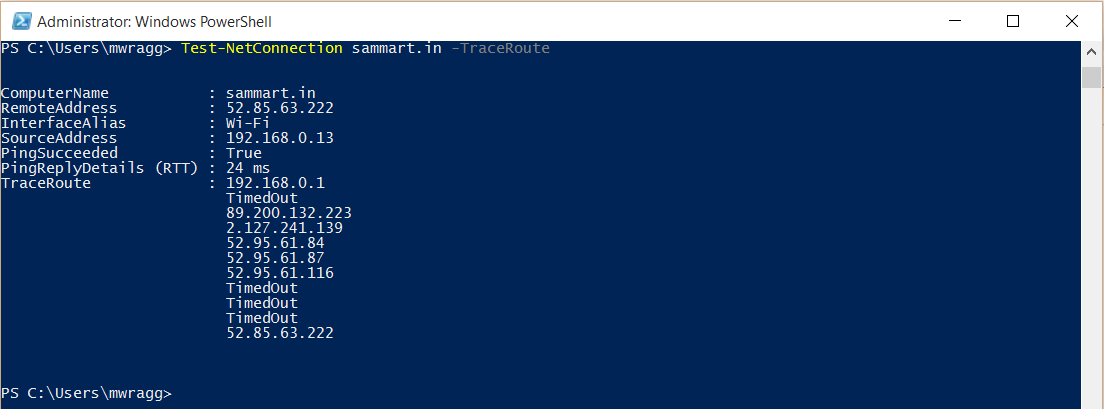 Administrator: Windows PowerShell
PS C:\Users\mwragg> Test-NetConnection sammart.in -TraceRoute
ComputerName : sammart.in
RemoteAddress : 52.85.63.222
InterfaceAlias : Wi-Fi
SourceAddress : 192.168.0.13
PingSucceeded : True
PingReplyDetails (RTT) : 24 ms
TraceRoute : 192.168.0.1
TimedOut
89.200.132.223
2.127.241.139
52.95.61.84
52.95.61.87
52.95.61.116
TimedOut
TimedOut
TimedOut
52.85.63.222
PS C:\Users\mwragg>